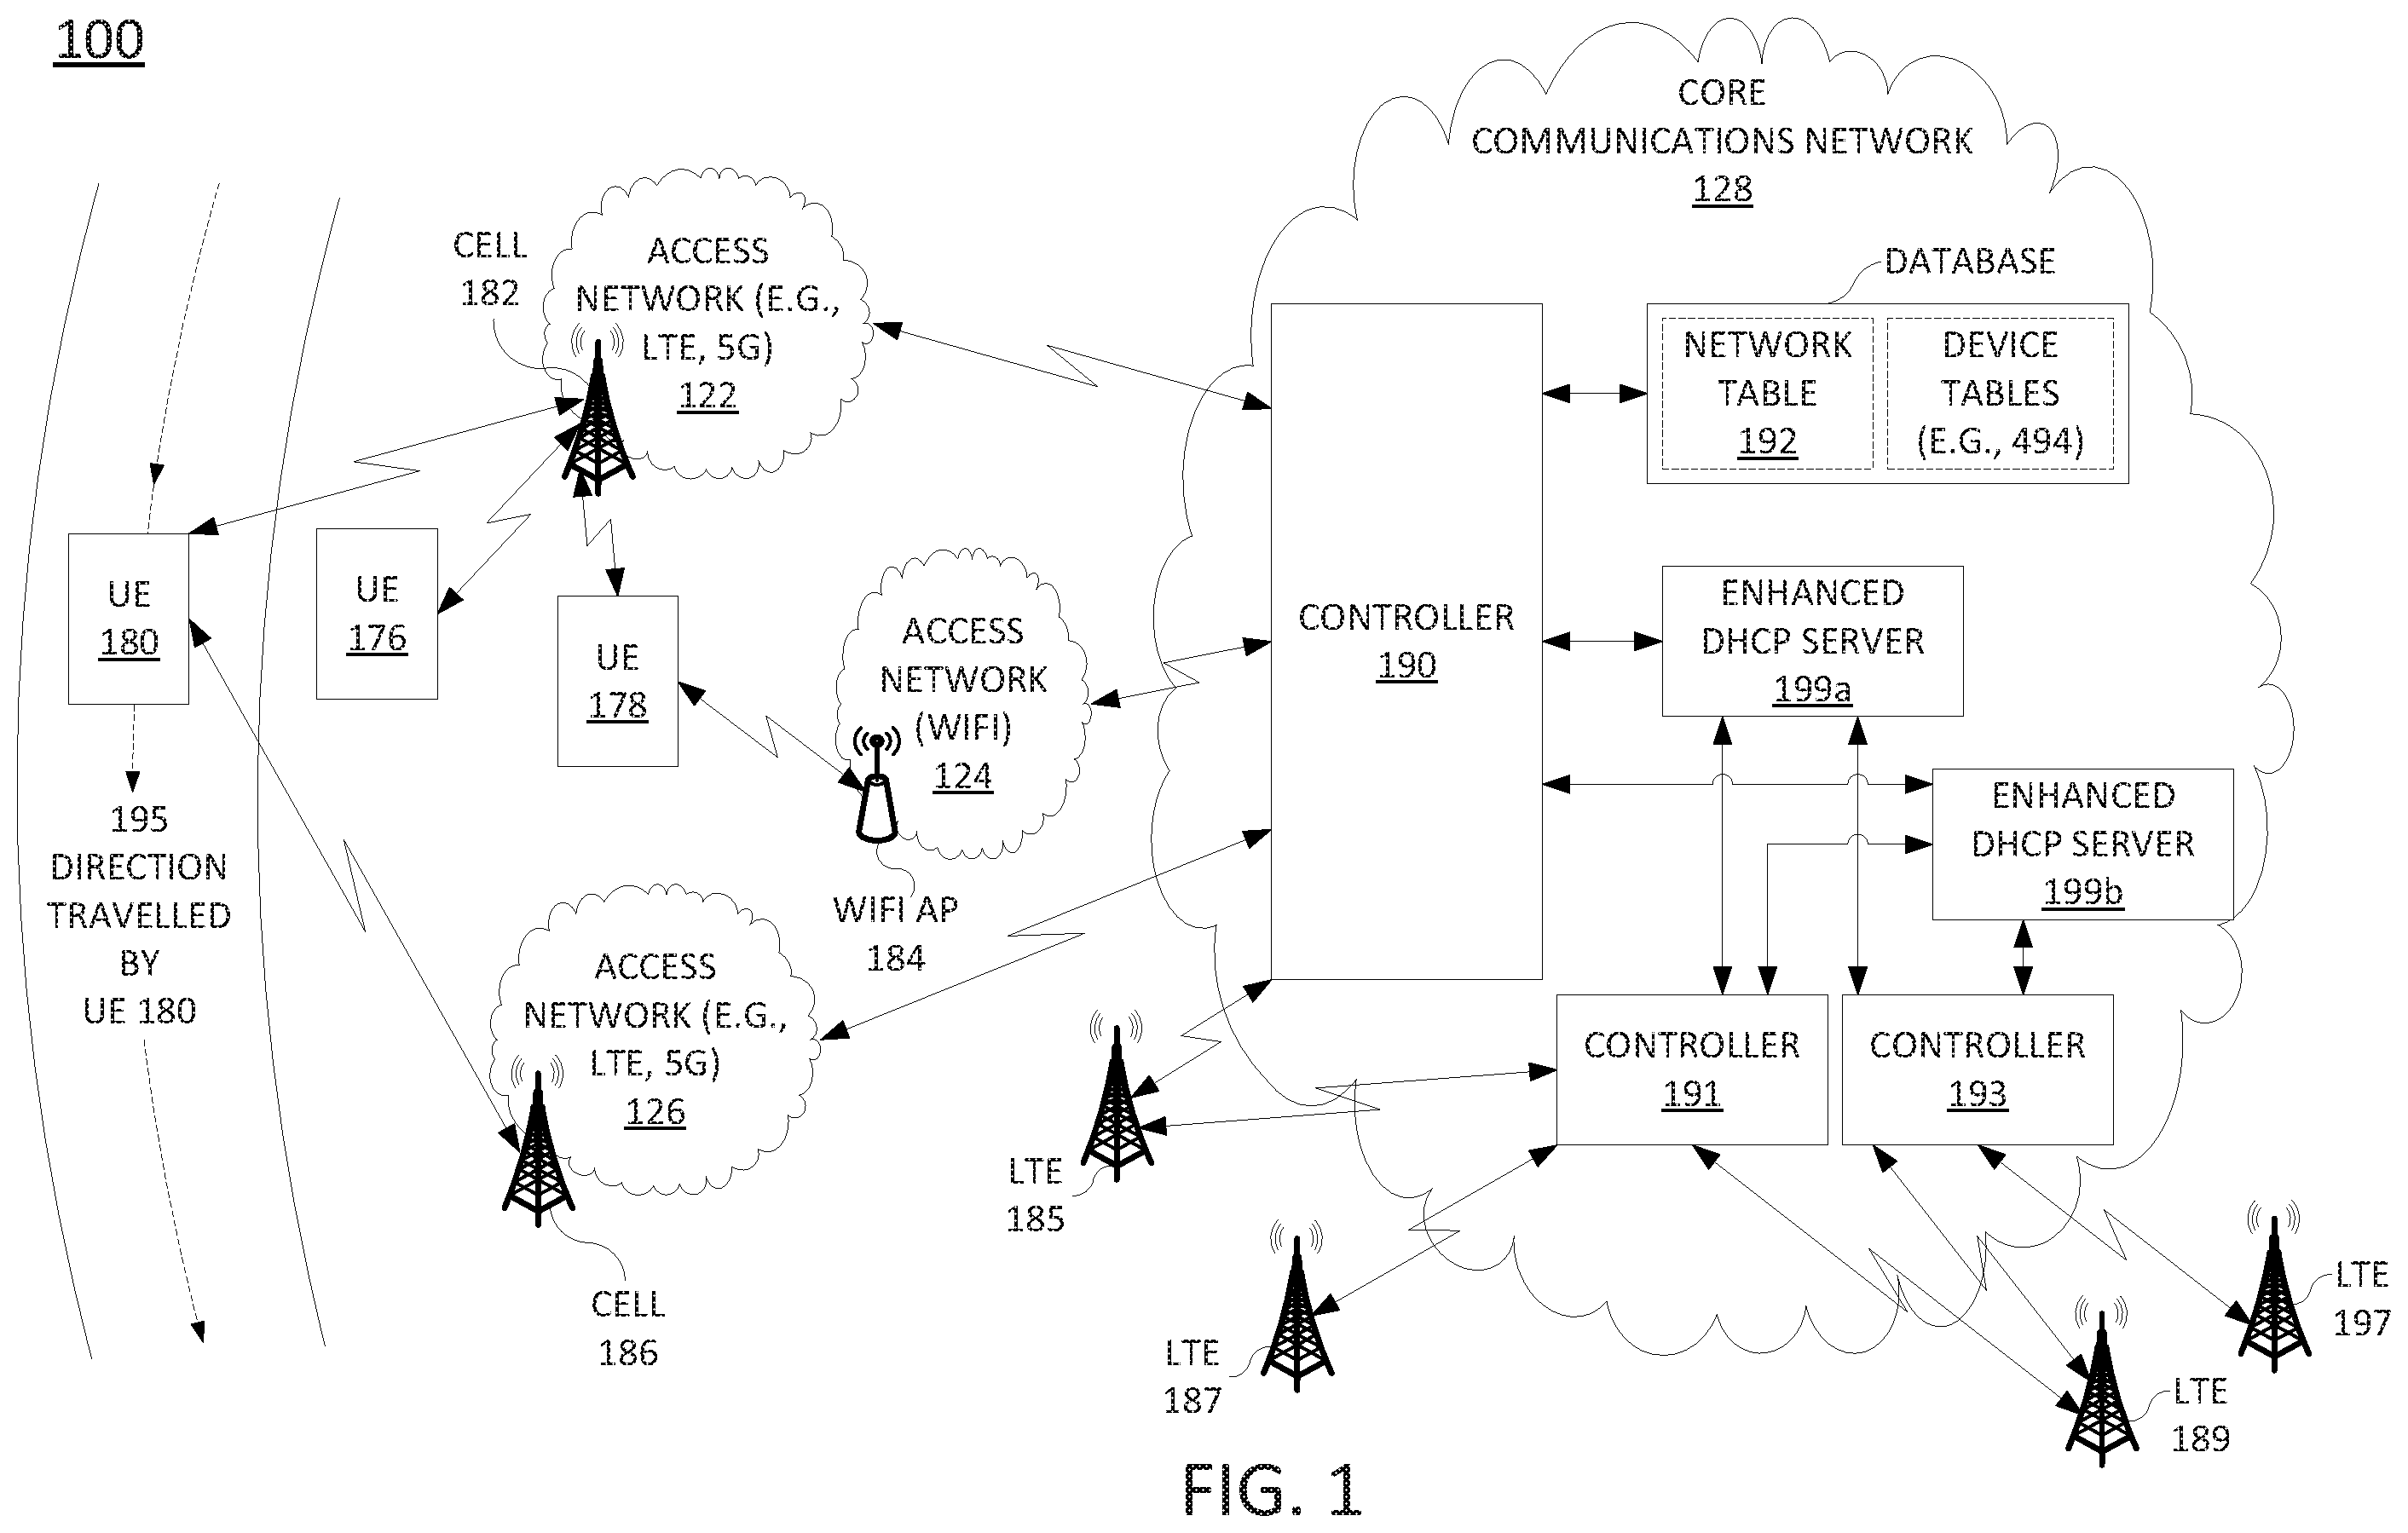 100
CORE
COMMUNICATIONS NETWORK
128
DATABASE
NETWORK
TABLE
192
DEVICE
TABLES
(E.G., 494)
CELL
182
ACCESS
NETWORK (E.G.,
LTE, 5G)
122
UE
180
UE
176
UE
178
ACCESS
NETWORK
(WIFI)
124
CONTROLLER
190
ENHANCED
DHCP SERVER
199a
ENHANCED
DHCP SERVER
199b
195
DIRECTION
TRAVELLED
BY
UE 180
WIFI AP
184
ACCESS
NETWORK (E.G.,
LTE, 5G)
126
CELL
186
CONTROLLER
191
CONTROLLER
193
LTE
185
LTE
187
LTE
197
LTE
189
FIG. 1